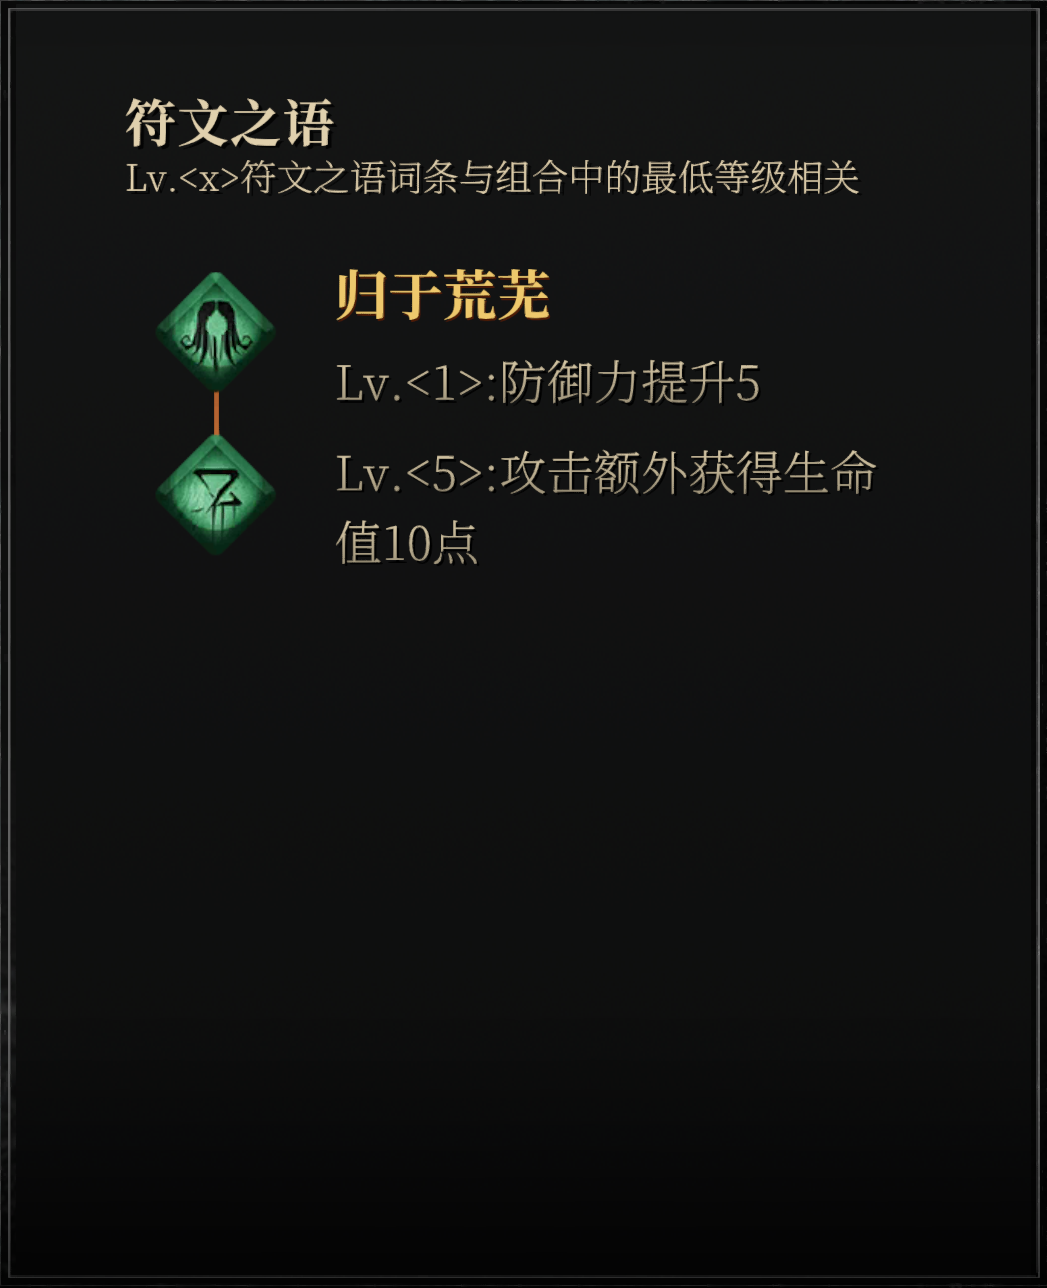 符文之语
Lv.<x>符文之语词条与组合中的最低等级相关
归于荒芜
Lv.<1>:防御力提升5
Lv.<5>:攻击额外获得生命
值10点